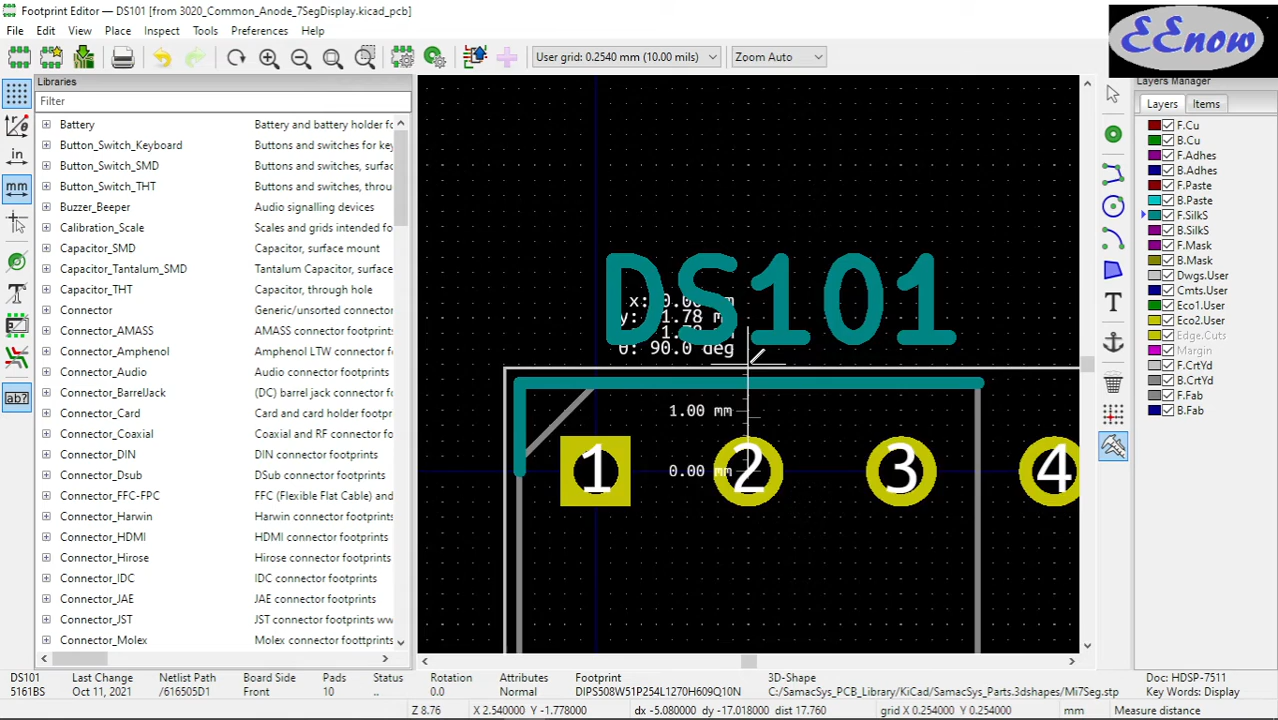 Footprint Editor — DS101 [from 3020_Common_Anode_7SegDisplay.kicad_pcb]
EEnow
File Edit View Place Inspect Tools Preferences Help
User grid: 0.2540 mm (10.00 mils) Zoom Auto
Libraries
Layers Manager
Filter
Layers Items
Battery Battery and battery holder fo
Button_Switch_Keyboard Buttons and switches for key
Button_Switch_SMD Buttons and switches, surfac
Button_Switch_THT Buttons and switches, throu
Buzzer_Beeper Audio signalling devices
Calibration_Scale Scales and grids intended fo
Capacitor_SMD Capacitor, surface mount
Capacitor_Tantalum_SMD Tantalum Capacitor, surface
Capacitor_THT Capacitor, through hole
Connector Generic/unsorted connector
Connector_AMASS AMASS connector footprints
Connector_Amphenol Amphenol LTW connector f
Connector_Audio Audio connector footprints
Connector_BarrelJack (DC) barrel jack connector f
Connector_Card Card and card holder footpr
Connector_Coaxial Coaxial and RF connector fo
Connector_DIN DIN connector footprints
Connector_Dsub Dsub connector footprints
Connector_FFC-FPC FFC (Flexible Flat Cable) and
Connector_Harwin Harwin connector footprint
Connector_HDMI HDMI connector footprints
Connector_Hirose Hirose connector footprints
Connector_IDC IDC connector footprints
Connector_JAE JAE connector footprints
Connector_JST JST connector footprints ww
Connector_Molex Molex connector foottprints
in
mm
ab?
DS101
y: 1.78 m
θ: 90.0 deg
1.00 mm
0.00 mm
1 2 3 4
F.Cu
B.Cu
F.Adhes
B.Adhes
F.Paste
B.Paste
F.SilkS
B.SilkS
F.Mask
B.Mask
Dwgs.User
Cmts.User
Eco1.User
Eco2.User
Edge.Cuts
Margin
F.CrtYd
B.CrtYd
F.Fab
B.Fab
DS101 Last Change Netlist Path Board Side Pads Status Rotation Attributes Footprint 3D-Shape Doc: HDSP-7511
5161BS Oct 11, 2021 /616505D1 Front 10 .. 0.0 Normal DIPS508W51P254L1270H609Q10N C:/SamacSys_PCB_Library/KiCad/SamacSys_Parts.3dshapes/Mi7Seg.stp Key Words: Display
Z 8.76 X 2.540000 Y -1.778000 dx -5.080000 dy -17.018000 dist 17.760 grid X 0.254000 Y 0.254000 mm Measure distance